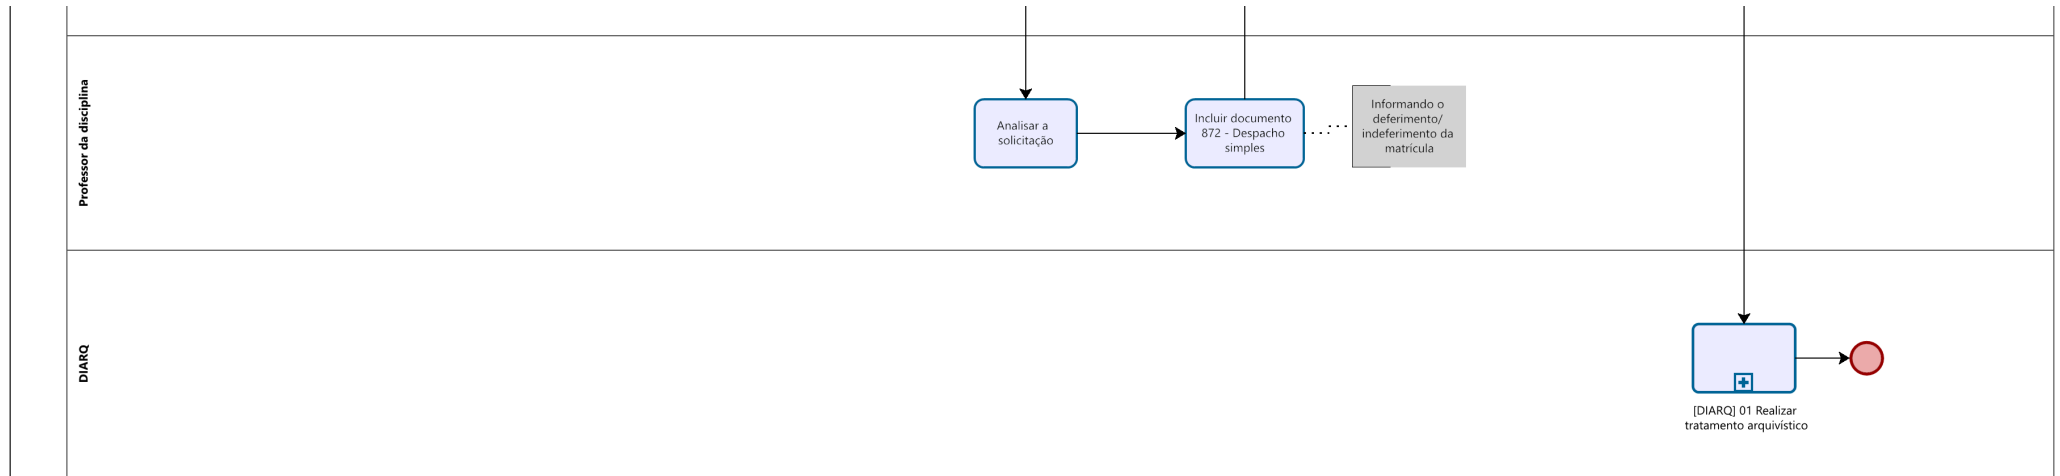 Professor da disciplina
Analisar a
solicitação
Incluir documento
872 - Despacho
simples
Informando o
deferimento/
indeferimento da
matricula
DIARQ
[DIARQ] 01 Realizar
tratamento arquivístico